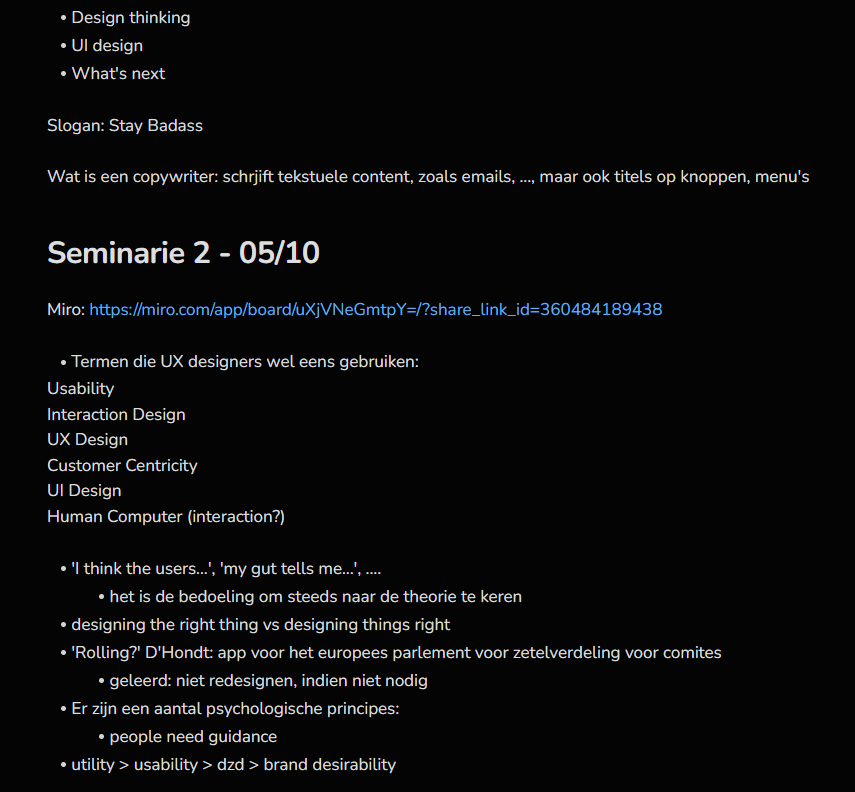 • Design thinking
• UI design
• What's next
Slogan: Stay Badass
Wat is een copywriter: schrjift tekstuele content, zoals emails, ..., maar ook titels op knoppen, menu's
Seminarie 2 - 05/10
Miro: https://miro.com/app/board/uXjVNeGmtpY=/?share_link_id=360484189438
• Termen die UX designers wel eens gebruiken:
Usability
Interaction Design
UX Design
Customer Centricity
UI Design
Human Computer (interaction?)
• 'I think the users...', 'my gut tells me...', ....
• het is de bedoeling om steeds naar de theorie te keren
• designing the right thing vs designing things right
• 'Rolling?' D'Hondt: app voor het europees parlement voor zetelverdeling voor comites
• geleerd: niet redesignen, indien niet nodig
• Er zijn een aantal psychologische principes:
• people need guidance
• utility > usability > dzd > brand desirability